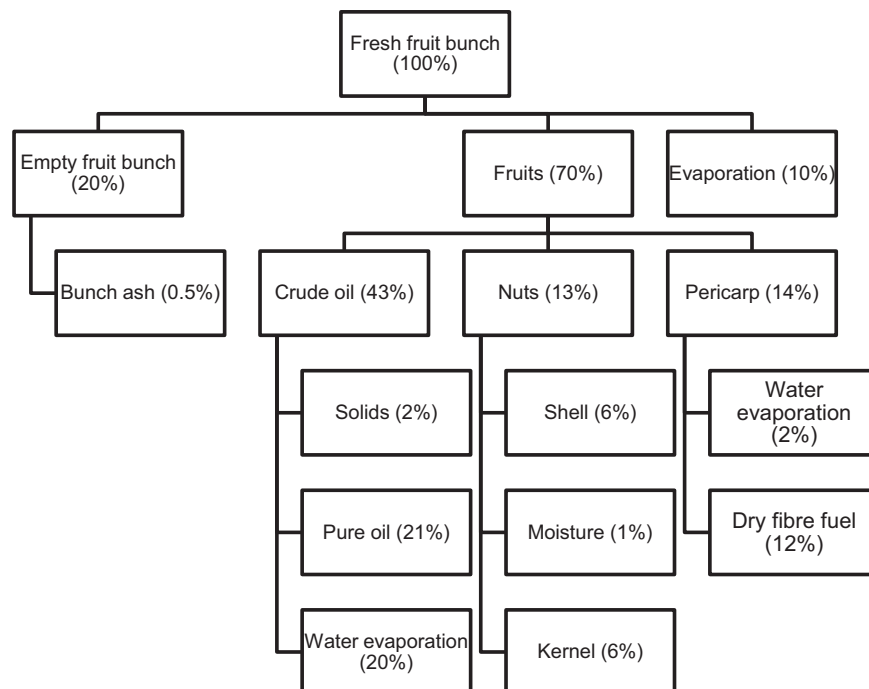 Fresh fruit bunch
(100%)
Empty fruit bunch
(20%)
Fruits (70%)
Evaporation (10%)
Bunch ash (0.5%)
Crude oil (43%)
Nuts (13%)
Pericarp (14%)
Solids (2%)
Shell (6%)
Water
evaporation
(2%)
Pure oil (21%)
Moisture (1%)
Dry fibre fuel
(12%)
Water evaporation
(20%)
Kernel (6%)